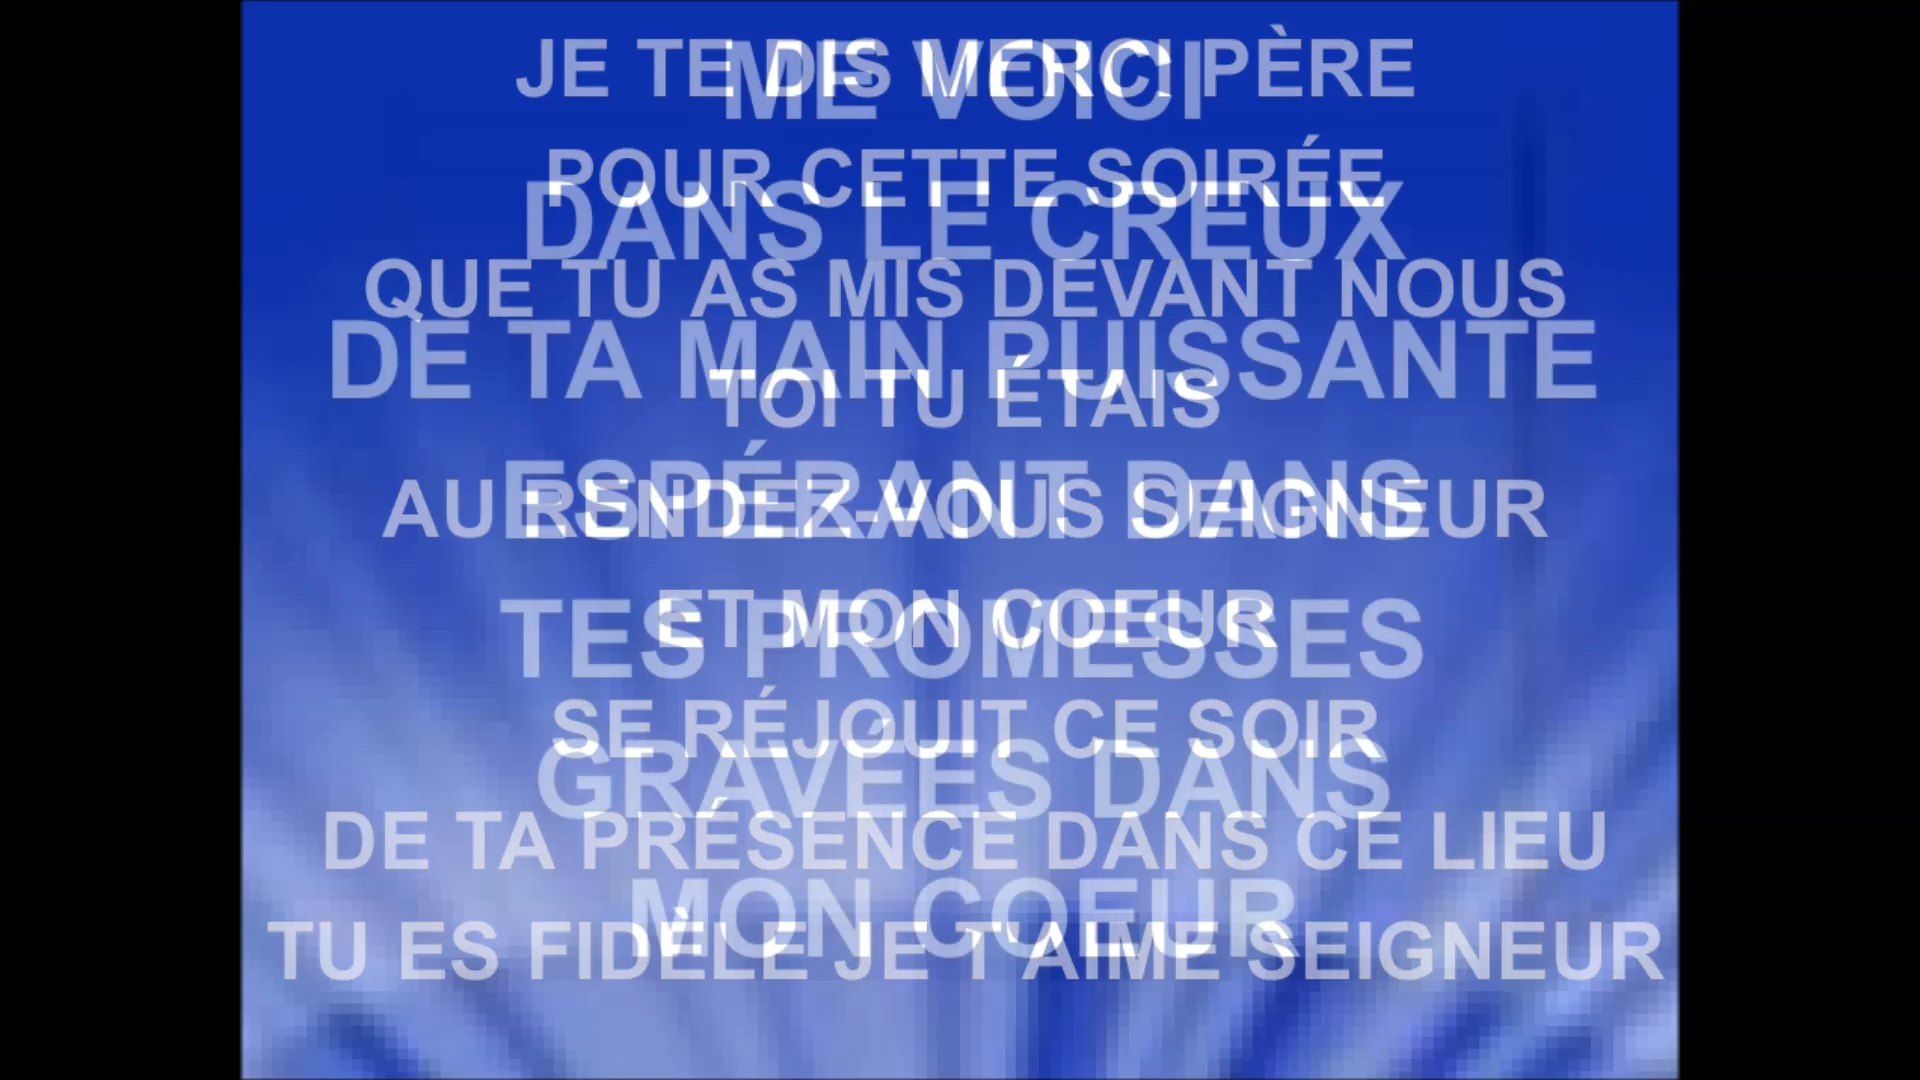 JE TE DIS MERCI PÈRE
ME VOICI
POUR CETTE SOIRÉE
DANS LE CREUX
QUE TU AS MIS DEVANT NOUS
DE TA MAIN PUISSANTE
TOI TU ÉTAIS
ESPÉRANT DANS
AU RENDEZ-VOUS SEIGNEUR
ET MON COEUR
TES PROMESSES
SE RÉJOUIT CE SOIR
GRAVÉES DANS
DE TA PRÉSENCE DANS CE LIEU
MON COEUR
TU ES FIDÈLE JE T'AIME SEIGNEUR